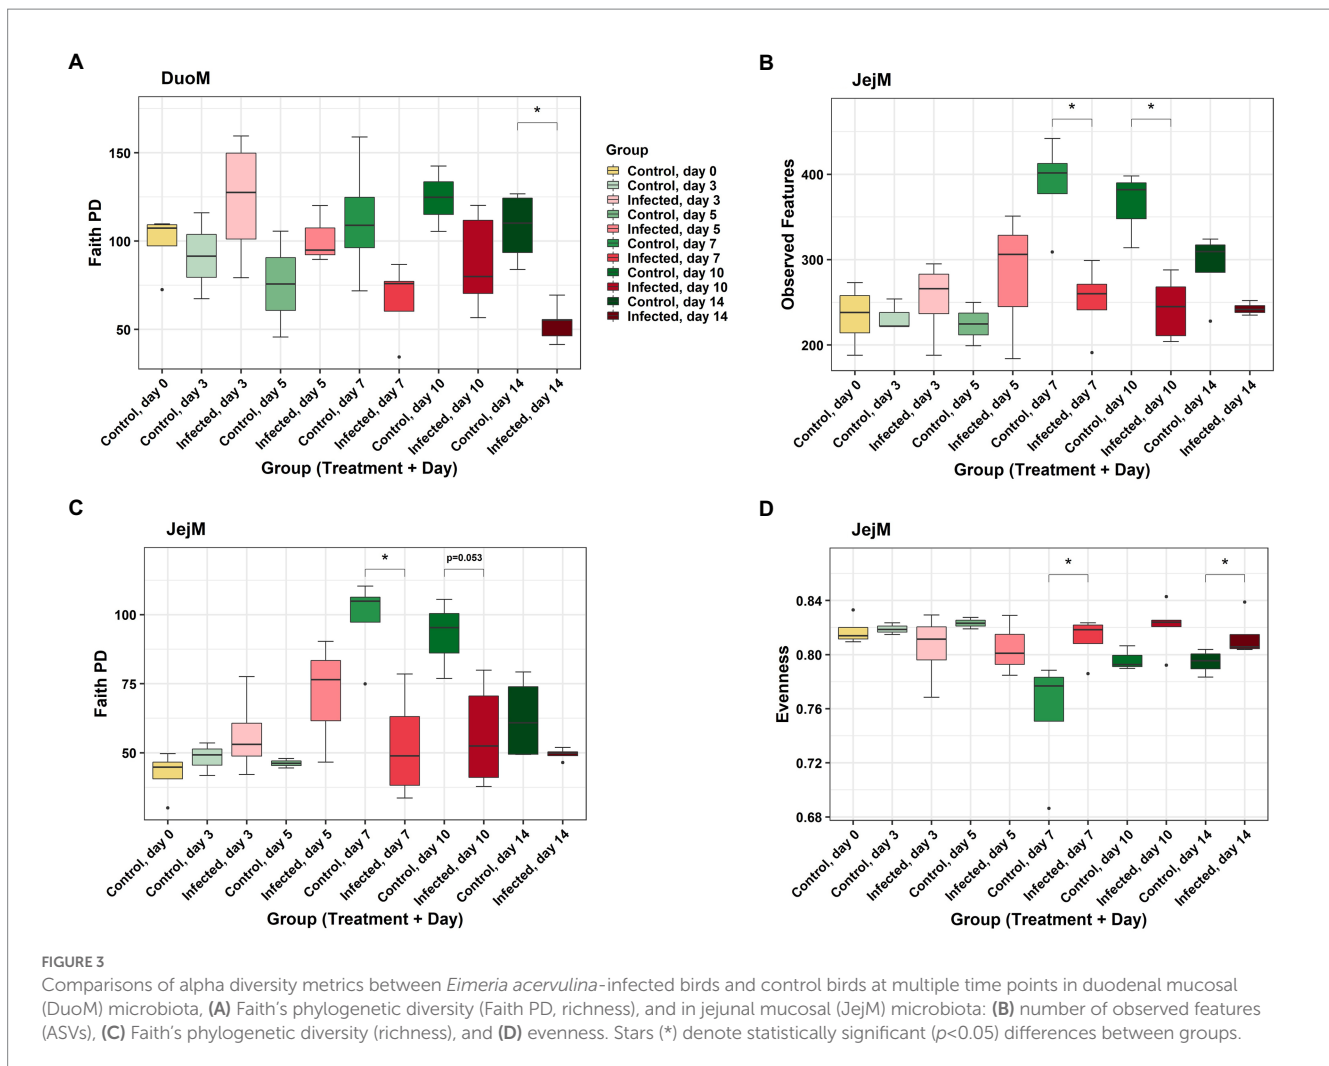 A
DuoM
*
150
100
50
Faith PD
Control, day 0
Control, day 3
Infected, day 3
Control, day 5
Infected, day 5
Control, day 7
Infected, day 7
Control, day 10
Infected, day 10
Control, day 14
Infected, day 14
Group (Treatment + Day)
Group
Control, day 0
Control, day 3
Infected, day 3
Control, day 5
Infected, day 5
Control, day 7
Infected, day 7
Control, day 10
Infected, day 10
Control, day 14
Infected, day 14
B
JejM
* *
400
300
200
Observed Features
Control, day 0
Control, day 3
Infected, day 3
Control, day 5
Infected, day 5
Control, day 7
Infected, day 7
Control, day 10
Infected, day 10
Control, day 14
Infected, day 14
Group (Treatment + Day)
C
JejM
* p=0.053
100
75
50
Faith PD
Control, day 0
Control, day 3
Infected, day 3
Control, day 5
Infected, day 5
Control, day 7
Infected, day 7
Control, day 10
Infected, day 10
Control, day 14
Infected, day 14
Group (Treatment + Day)
D
JejM
* *
0.84
0.80
0.76
0.72
0.68
Evenness
Control, day 0
Control, day 3
Infected, day 3
Control, day 5
Infected, day 5
Control, day 7
Infected, day 7
Control, day 10
Infected, day 10
Control, day 14
Infected, day 14
Group (Treatment + Day)
FIGURE 3
Comparisons of alpha diversity metrics between Eimeria acervulina-infected birds and control birds at multiple time points in duodenal mucosal
(DuoM) microbiota, (A) Faith's phylogenetic diversity (Faith PD, richness), and in jejunal mucosal (JejM) microbiota: (B) number of observed features
(ASVs), (C) Faith's phylogenetic diversity (richness), and (D) evenness. Stars (*) denote statistically significant (p<0.05) differences between groups.